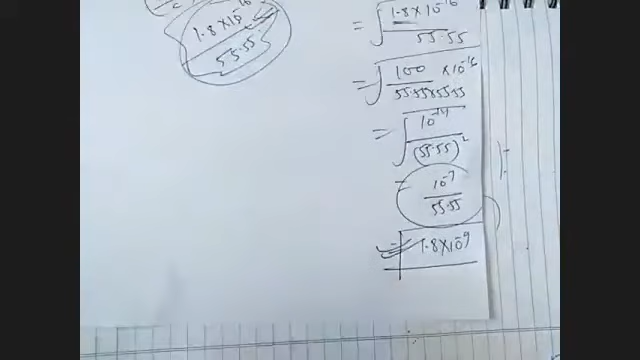 1.8×10⁻¹⁶
55.55
= √ 1.8×10⁻¹⁶
55.55
= √ 100 ×10⁻¹⁶
55.55×55.55
= √ 10⁻¹⁴
(55.55)²
= 10⁻⁷
55.55
= 1.8×10⁻⁹